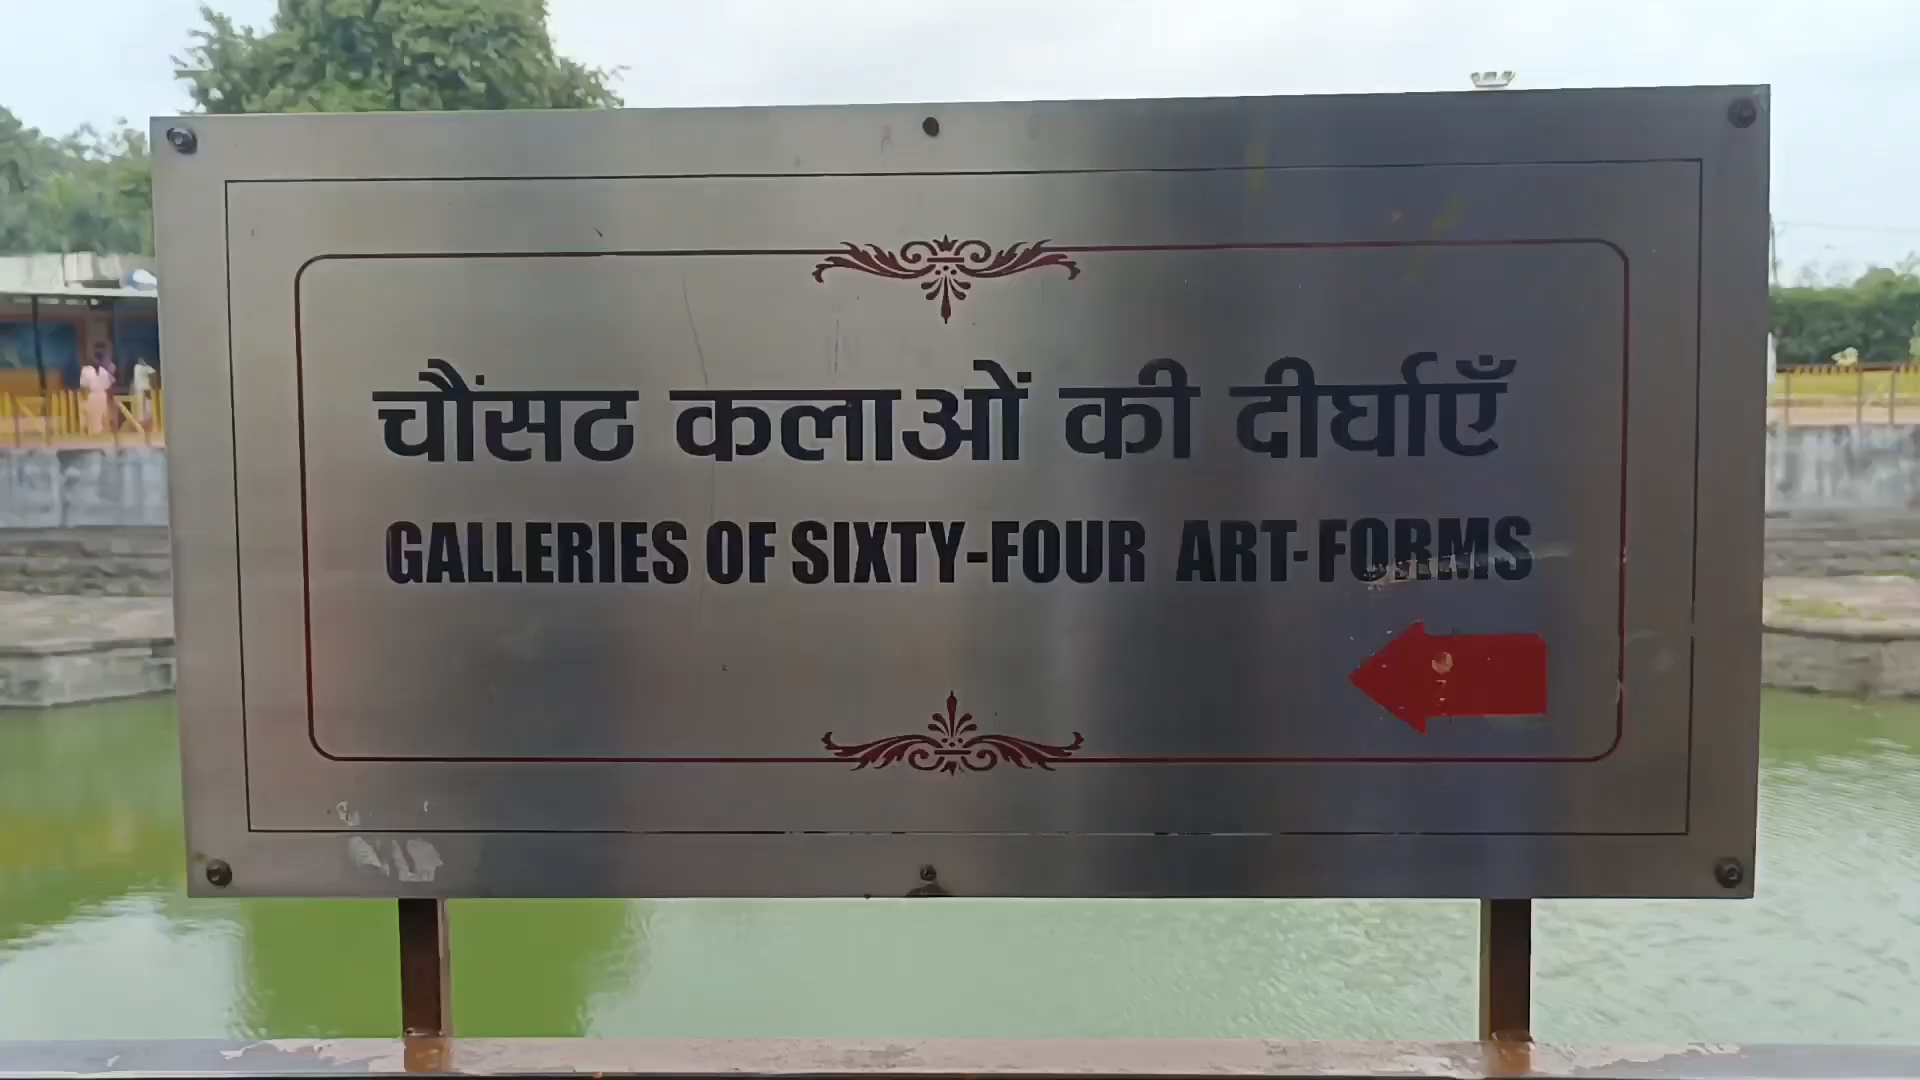 चौंसठ कलाओं की दीर्घाएँ
GALLERIES OF SIXTY-FOUR ART-FORMS